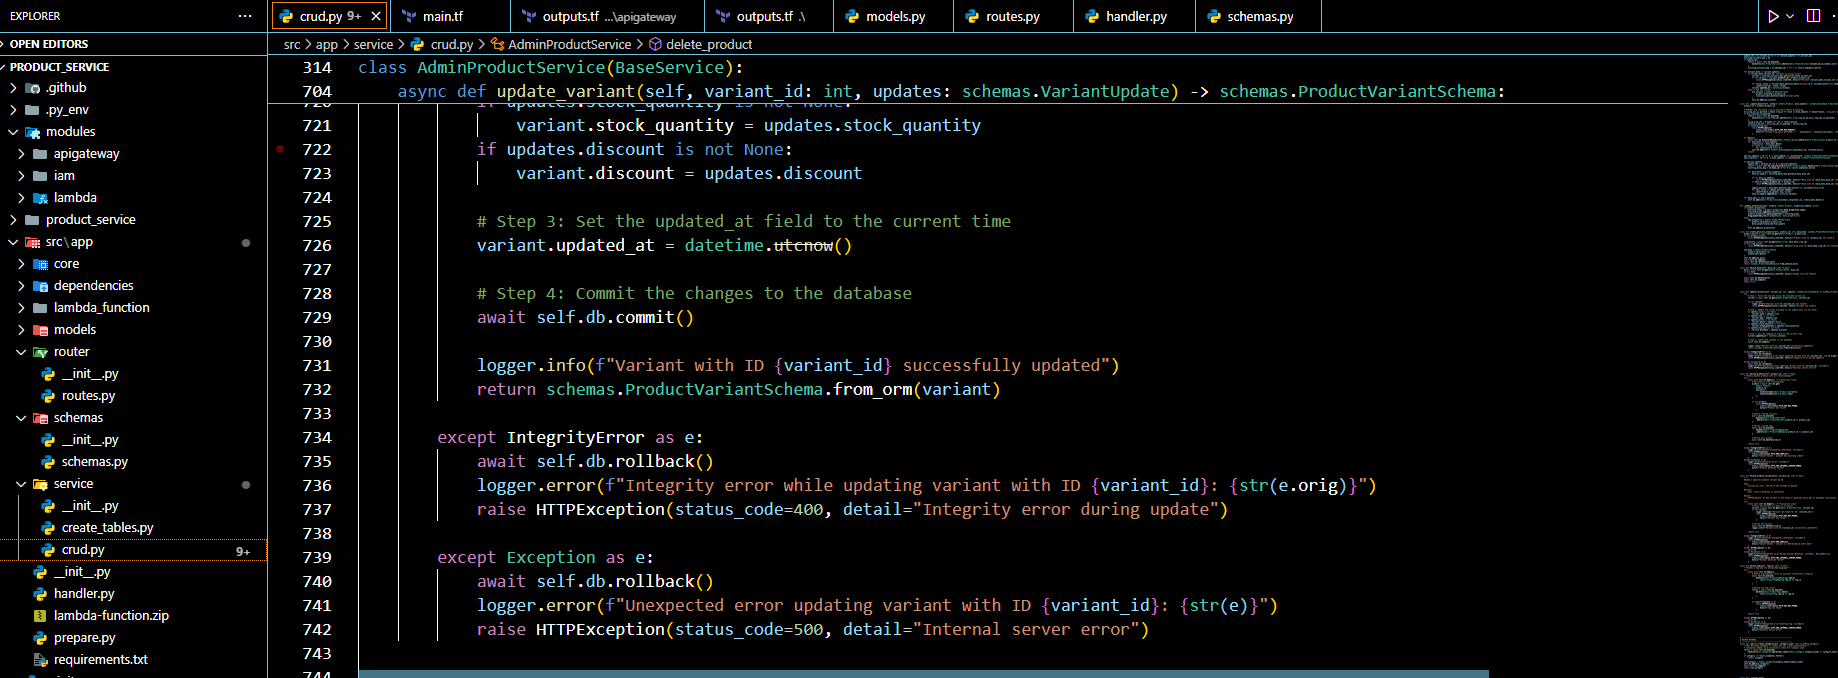 EXPLORER
crud.py 9+
main.tf
outputs.tf ...\apigateway
outputs.tf .\
models.py
routes.py
handler.py
schemas.py
OPEN EDITORS
src > app > service > crud.py > AdminProductService > delete_product
PRODUCT_SERVICE
.github
.py_env
modules
apigateway
iam
lambda
product_service
src\app
core
dependencies
lambda_function
models
router
__init__.py
routes.py
schemas
__init__.py
schemas.py
service
__init__.py
create_tables.py
crud.py 9+
__init__.py
handler.py
lambda-function.zip
prepare.py
requirements.txt
314 class AdminProductService(BaseService):
704 async def update_variant(self, variant_id: int, updates: schemas.VariantUpdate) -> schemas.ProductVariantSchema:
720 if updates.stock_quantity is not None:
721 variant.stock_quantity = updates.stock_quantity
722 if updates.discount is not None:
723 variant.discount = updates.discount
724
725 # Step 3: Set the updated_at field to the current time
726 variant.updated_at = datetime.utcnow()
727
728 # Step 4: Commit the changes to the database
729 await self.db.commit()
730
731 logger.info(f"Variant with ID {variant_id} successfully updated")
732 return schemas.ProductVariantSchema.from_orm(variant)
733
734 except IntegrityError as e:
735 await self.db.rollback()
736 logger.error(f"Integrity error while updating variant with ID {variant_id}: {str(e.orig)}")
737 raise HTTPException(status_code=400, detail="Integrity error during update")
738
739 except Exception as e:
740 await self.db.rollback()
741 logger.error(f"Unexpected error updating variant with ID {variant_id}: {str(e)}")
742 raise HTTPException(status_code=500, detail="Internal server error")
743
744